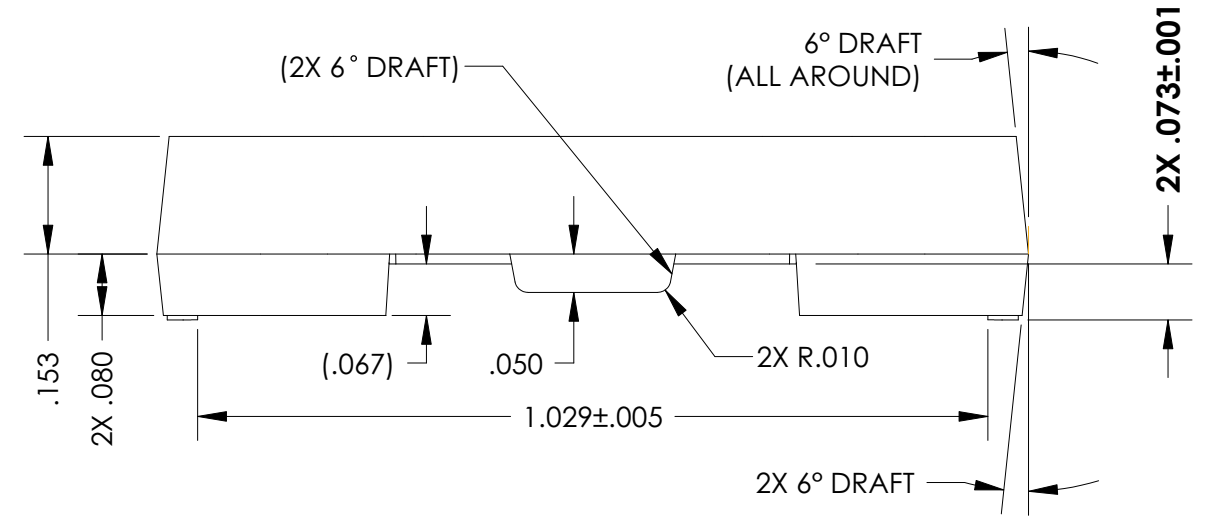 6° DRAFT
(ALL AROUND)
(2X 6° DRAFT)
2X .073±.001
.153
2X .080
(.067)
.050
2X R.010
1.029±.005
2X 6° DRAFT